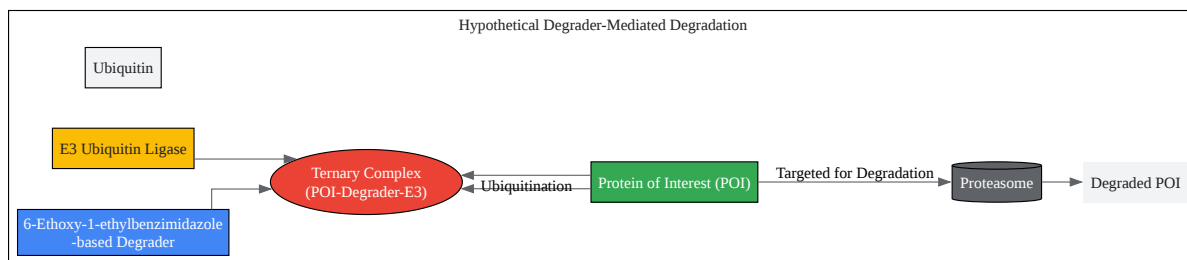 Hypothetical Degrader-Mediated Degradation
Ubiquitin
E3 Ubiquitin Ligase
6-Ethoxy-1-ethylbenzimidazole
-based Degrader
Ternary Complex
(POI-Degrader-E3)
Ubiquitination
Protein of Interest (POI)
Targeted for Degradation
Proteasome
Degraded POI